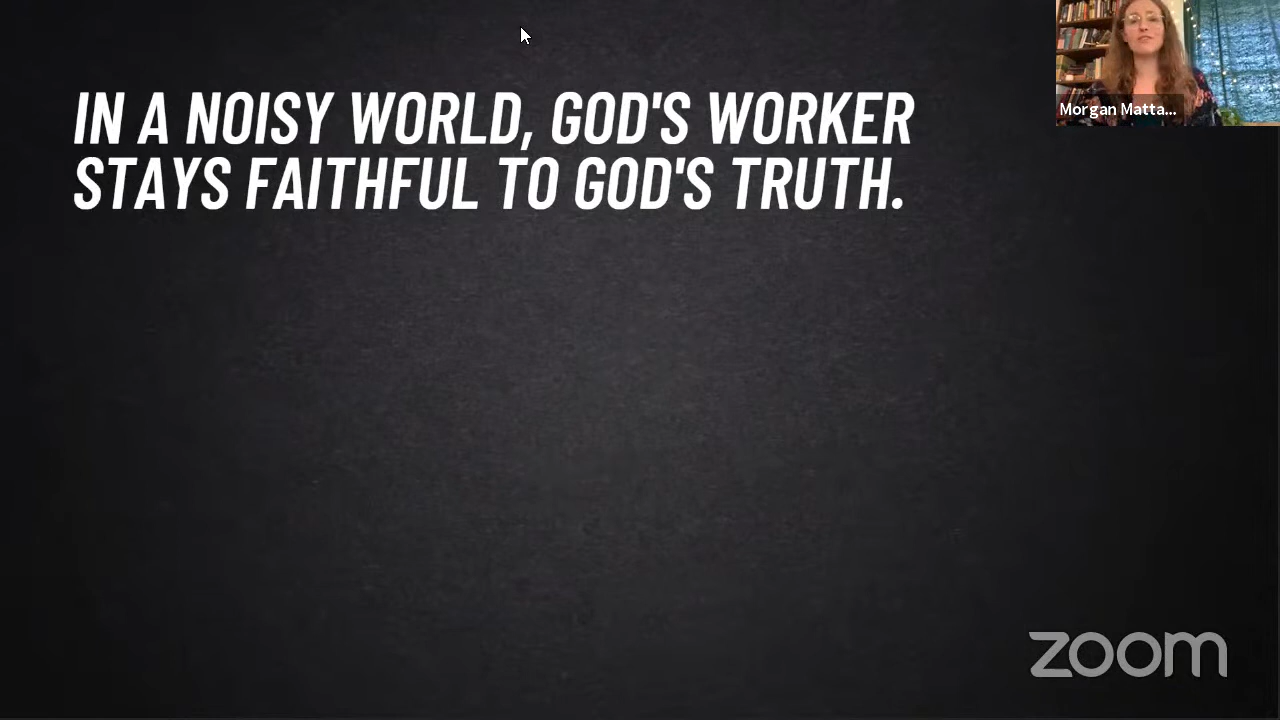 IN A NOISY WORLD, GOD'S WORKER
STAYS FAITHFUL TO GOD'S TRUTH.
Morgan Matta...
zoom